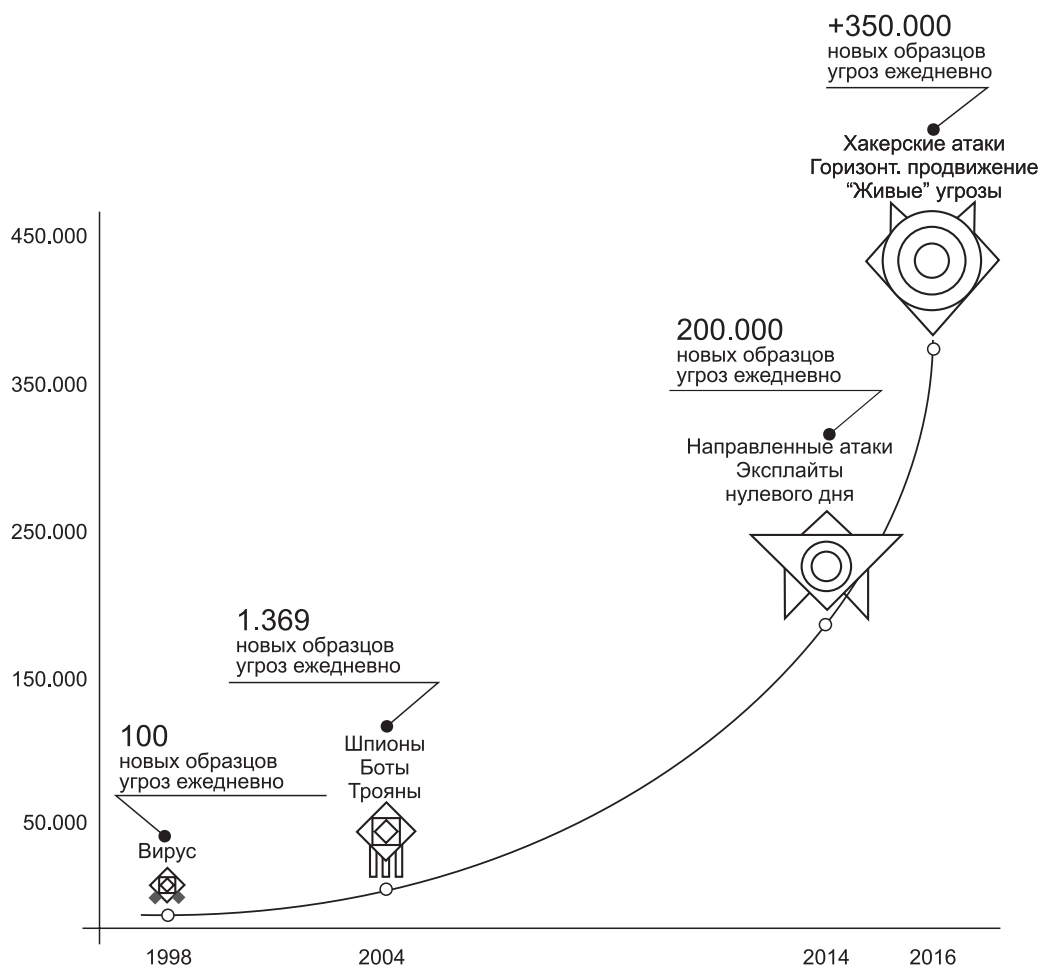 +350.000
новых образцов
угроз ежедневно
Хакерские атаки
Горизонт. продвижение
“Живые” угрозы
450.000
200.000
новых образцов
угроз ежедневно
350.000
Направленные атаки
Эксплайты
нулевого дня
250.000
1.369
новых образцов
угроз ежедневно
150.000
100
новых образцов
угроз ежедневно
Шпионы
Боты
Трояны
50.000
Вирус
1998
2004
2014
2016